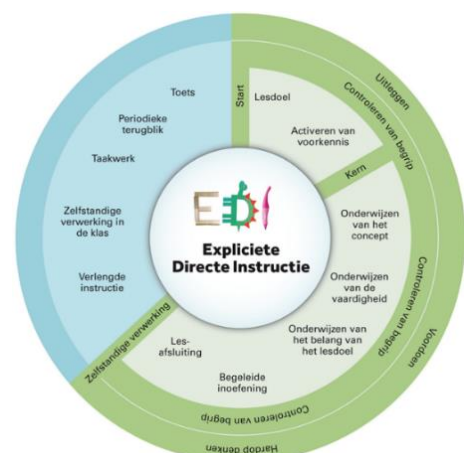 EDI
Expliciete
Directe Instructie
Start
Lesdoel
Activeren van
voorkennis
Kern
Onderwijzen
van het
concept
Onderwijzen
van de
vaardigheid
Onderwijzen van
het belang van
het lesdoel
Begeleide
inoefening
Les-
afsluiting
Zelfstandige verwerking
Verlengde
instructie
Zelfstandige
verwerking in
de klas
Taakwerk
Periodieke
terugblik
Toets
Controleren van begrip
Controleren van begrip
Controleren van begrip
Uitleggen
Voordoen
Hardop denken